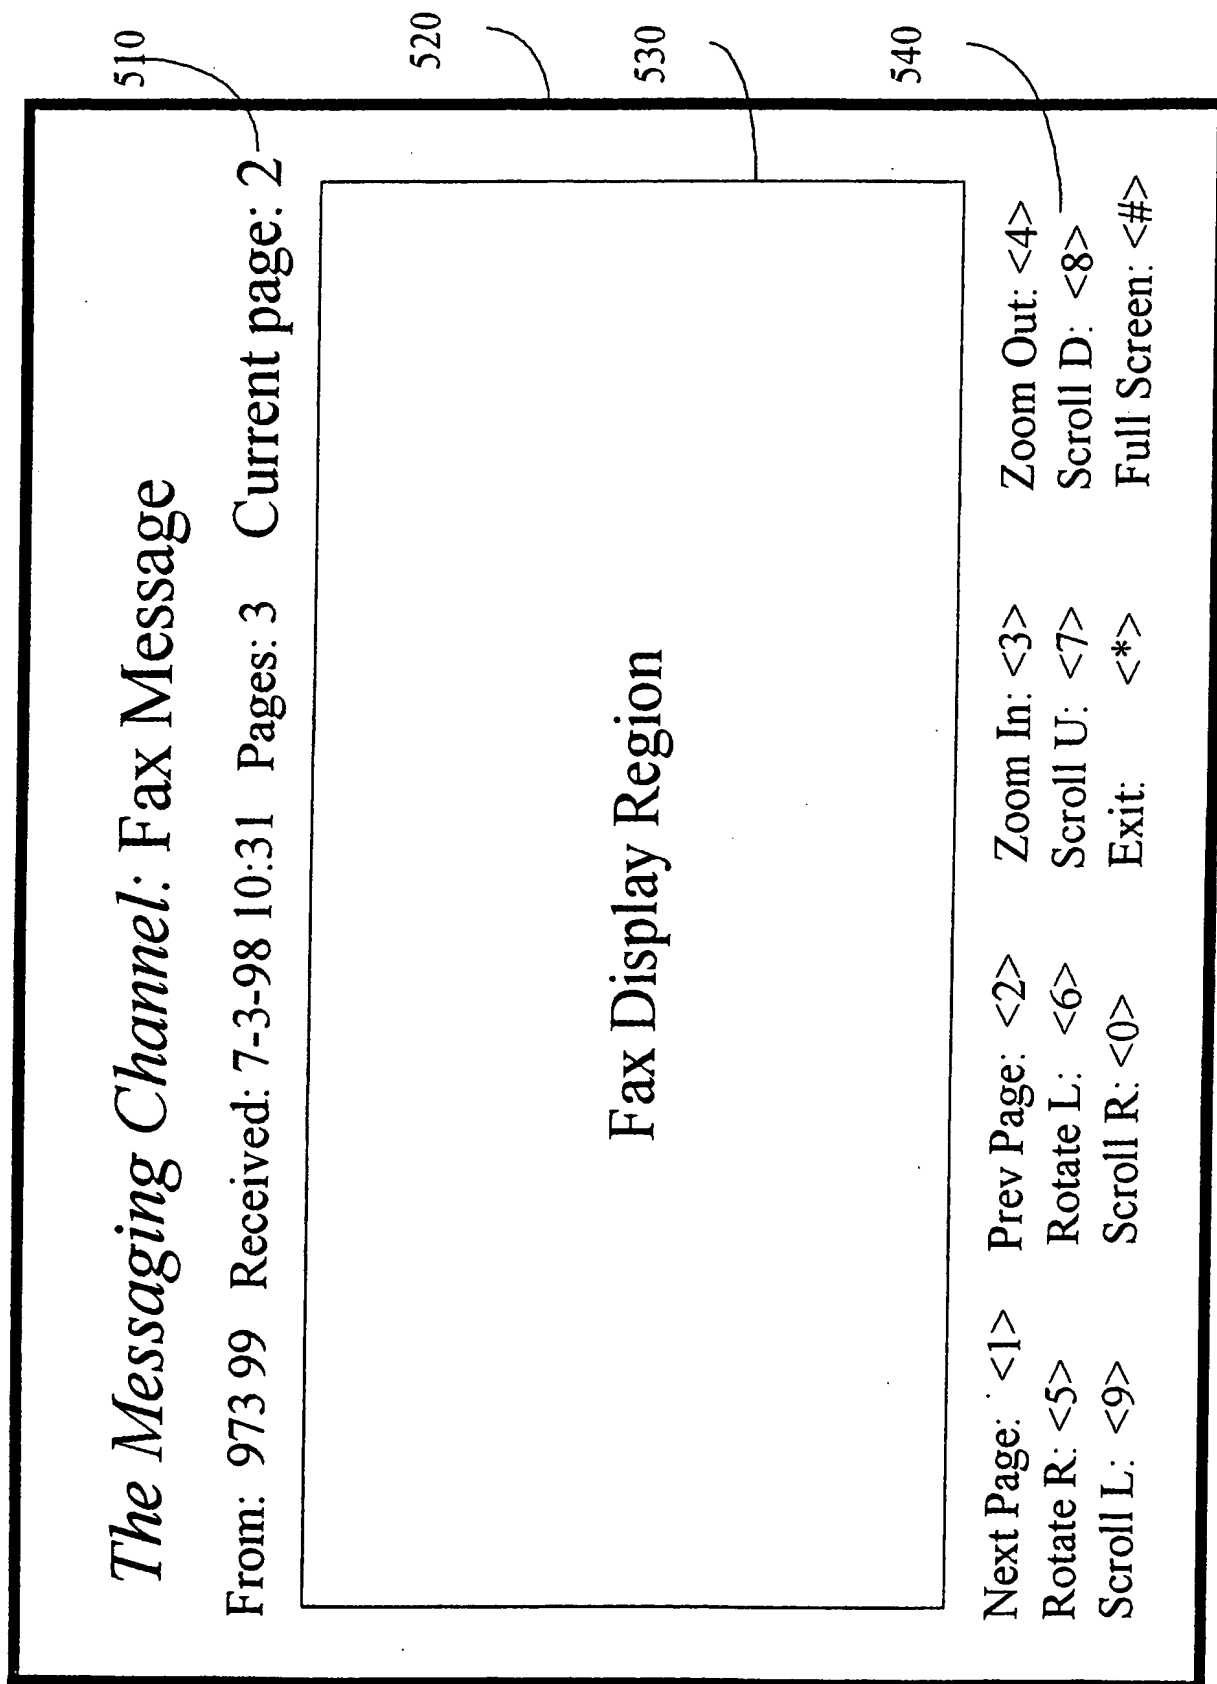 The Messaging Channel: Fax Message
From: 973 99 Received: 7-3-98 10:31 Pages: 3 Current page: 2
Fax Display Region
Next Page: <1> Prev Page: <2> Zoom In: <3> Zoom Out: <4>
Rotate R: <5> Rotate L: <6> Scroll U: <7> Scroll D: <8>
Scroll L: <9> Scroll R: <0> Exit: <*> Full Screen: <#>
510
520
530
540